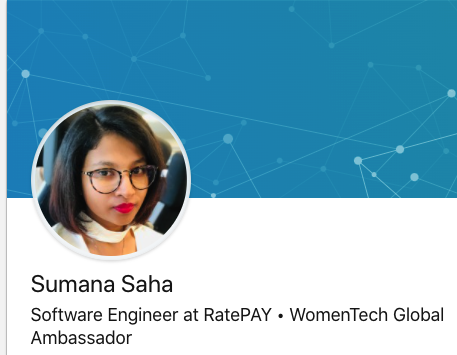 Sumana Saha
Software Engineer at RatePAY • WomenTech Global
Ambassador